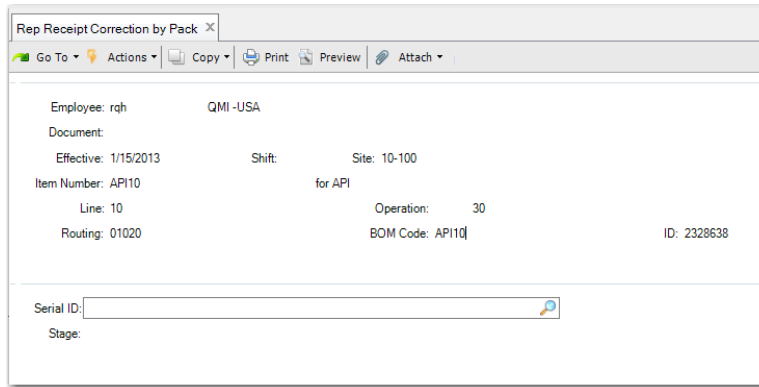 Rep Receipt Correction by Pack X
Go To Actions Copy Print Preview Attach
Employee: rqh QMI -USA
Document:
Effective: 1/15/2013 Shift: Site: 10-100
Item Number: API10 for API
Line: 10 Operation: 30
Routing: 01020 BOM Code: API10 ID: 2328638
Serial ID:
Stage: